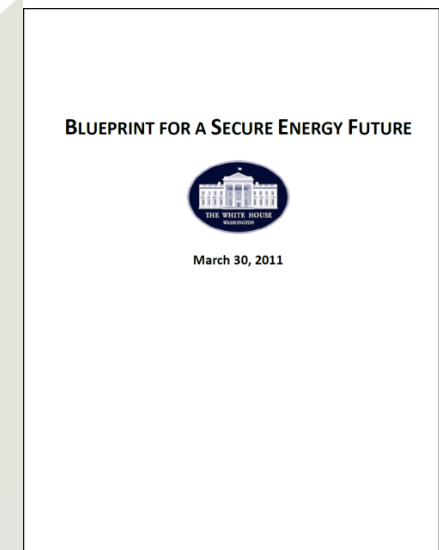 BLUEPRINT FOR A SECURE ENERGY FUTURE
THE WHITE HOUSE
WASHINGTON
March 30, 2011